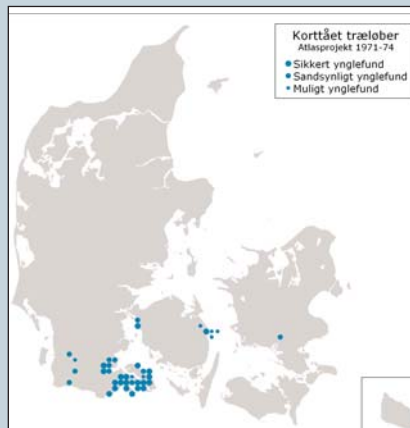 Korttået træløber
Atlasprojekt 1971-74
Sikkert ynglefund
Sandsynligt ynglefund
Muligt ynglefund